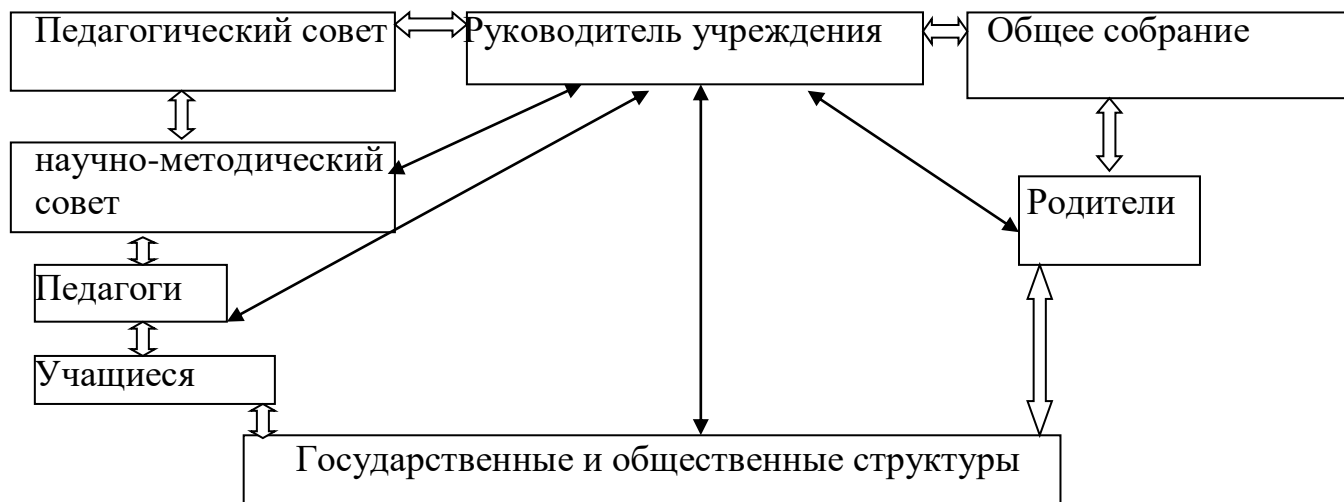 Педагогический совет
Руководитель учреждения
Общее собрание
научно-методический
совет
Родители
Педагоги
Учащиеся
Государственные и общественные структуры